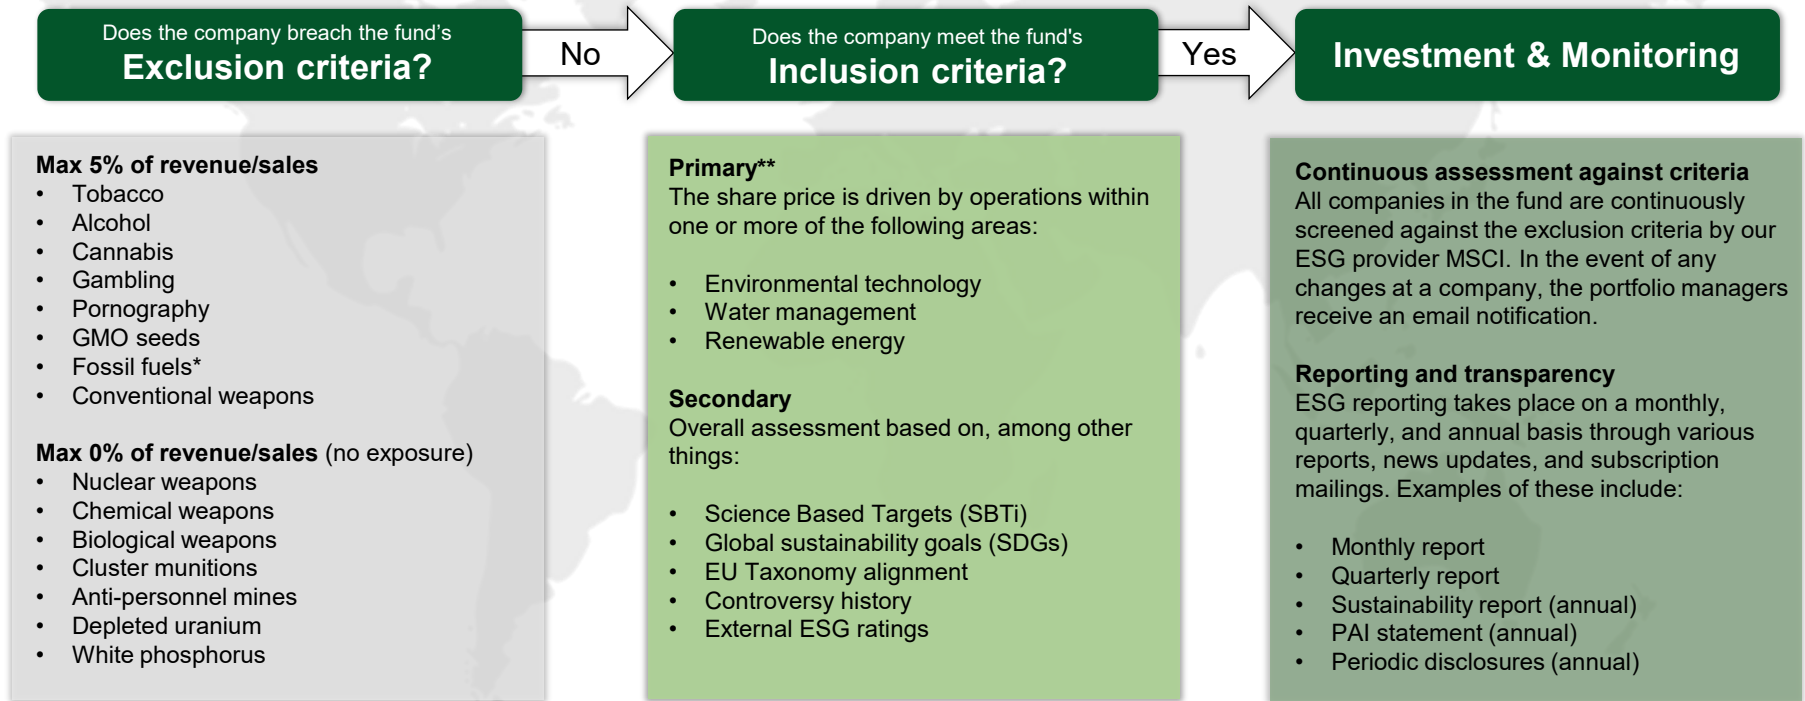 Does the company breach the fund's
Exclusion criteria?
No
Does the company meet the fund's
Inclusion criteria?
Yes
Investment & Monitoring
Max 5% of revenue/sales
• Tobacco
• Alcohol
• Cannabis
• Gambling
• Pornography
• GMO seeds
• Fossil fuels*
• Conventional weapons
Max 0% of revenue/sales (no exposure)
• Nuclear weapons
• Chemical weapons
• Biological weapons
• Cluster munitions
• Anti-personnel mines
• Depleted uranium
• White phosphorus
Primary**
The share price is driven by operations within
one or more of the following areas:
• Environmental technology
• Water management
• Renewable energy
Secondary
Overall assessment based on, among other
things:
• Science Based Targets (SBTi)
• Global sustainability goals (SDGs)
• EU Taxonomy alignment
• Controversy history
• External ESG ratings
Continuous assessment against criteria
All companies in the fund are continuously
screened against the exclusion criteria by our
ESG provider MSCI. In the event of any
changes at a company, the portfolio managers
receive an email notification.
Reporting and transparency
ESG reporting takes place on a monthly,
quarterly, and annual basis through various
reports, news updates, and subscription
mailings. Examples of these include:
• Monthly report
• Quarterly report
• Sustainability report (annual)
• PAI statement (annual)
• Periodic disclosures (annual)